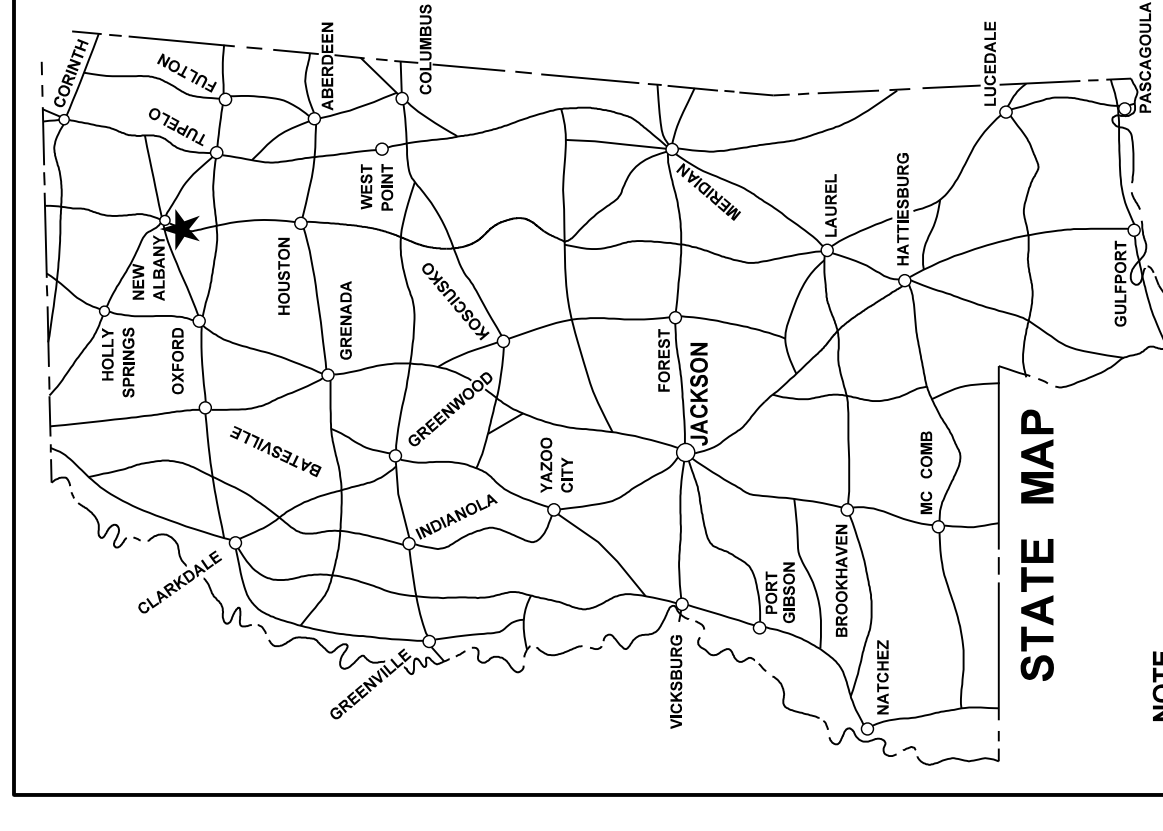 CORINTH
FULTON
TUPELO
ABERDEEN
COLUMBUS
WEST
POINT
NEW
ALBANY
HOUSTON
HOLLY
SPRINGS
OXFORD
GRENADA
KOSCIUSKO
BATESVILLE
GREENWOOD
INDIANOLA
YAZOO
CITY
CLARKDALE
GREENVILLE
MERIDIAN
LAUREL
HATTIESBURG
LUCEDALE
PASCAGOULA
GULFPORT
FOREST
JACKSON
MC COMB
BROOKHAVEN
PORT
GIBSON
VICKSBURG
NATCHEZ
STATE MAP
NOTE